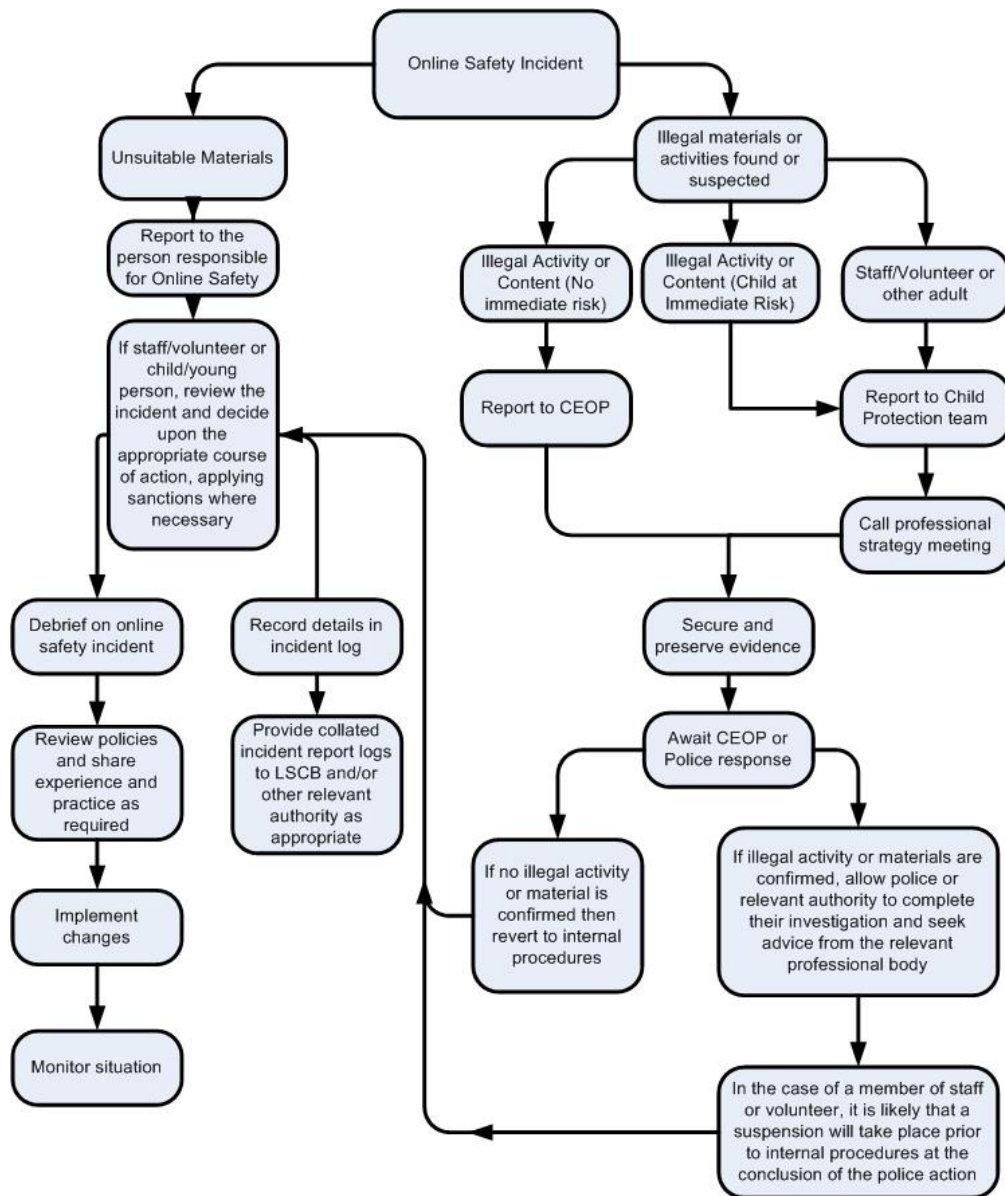 Online Safety Incident
Unsuitable Materials
Report to the
person responsible
for Online Safety
If staff/volunteer or
child/young
person, review the
incident and decide
upon the
appropriate course
of action, applying
sanctions where
necessary
Debrief on online
safety incident
Review policies
and share
experience and
practice as
required
Implement
changes
Monitor situation
Record details in
incident log
Provide collated
incident report logs
to LSCB and/or
other relevant
authority as
appropriate
Illegal materials or
activities found or
suspected
Illegal Activity or
Content (No
immediate risk)
Illegal Activity or
Content (Child at
Immediate Risk)
Staff/Volunteer or
other adult
Report to CEOP
Report to Child
Protection team
Call professional
strategy meeting
Secure and
preserve evidence
Await CEOP or
Police response
If no illegal activity
or material is
confirmed then
revert to internal
procedures
If illegal activity or materials are
confirmed, allow police or
relevant authority to complete
their investigation and seek
advice from the relevant
professional body
In the case of a member of staff
or volunteer, it is likely that a
suspension will take place prior
to internal procedures at the
conclusion of the police action